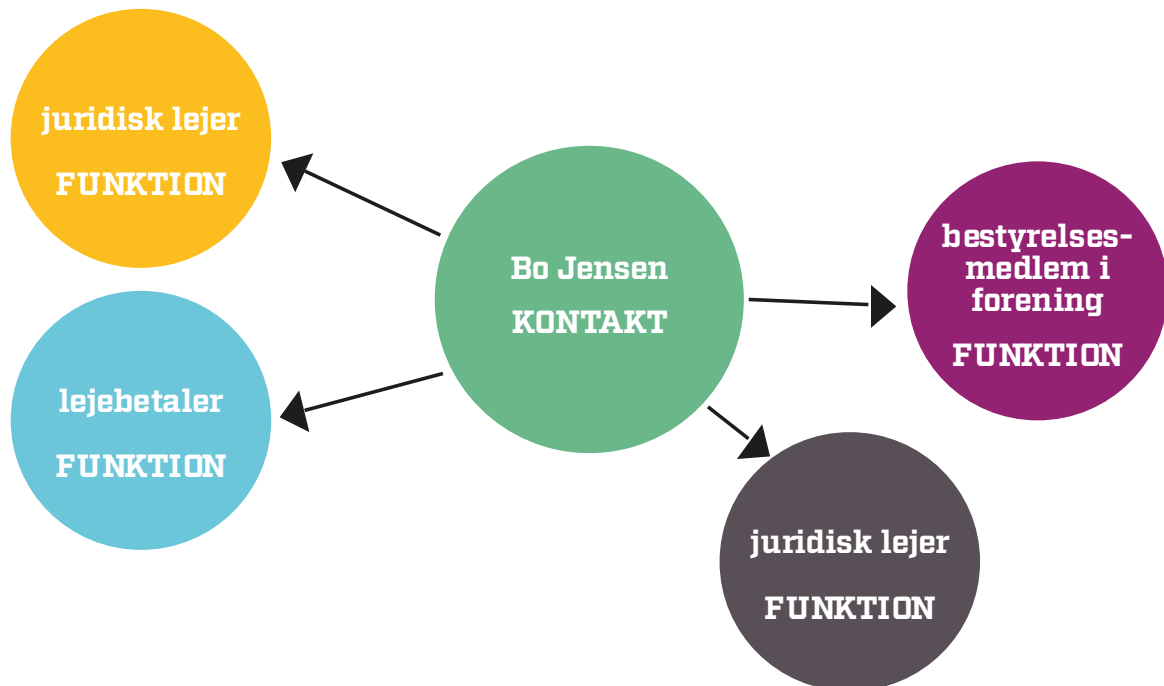 juridisk lejer
FUNKTION
Bo Jensen
KONTAKT
bestyrelses-
medlem i
forening
FUNKTION
lejebetaler
FUNKTION
juridisk lejer
FUNKTION